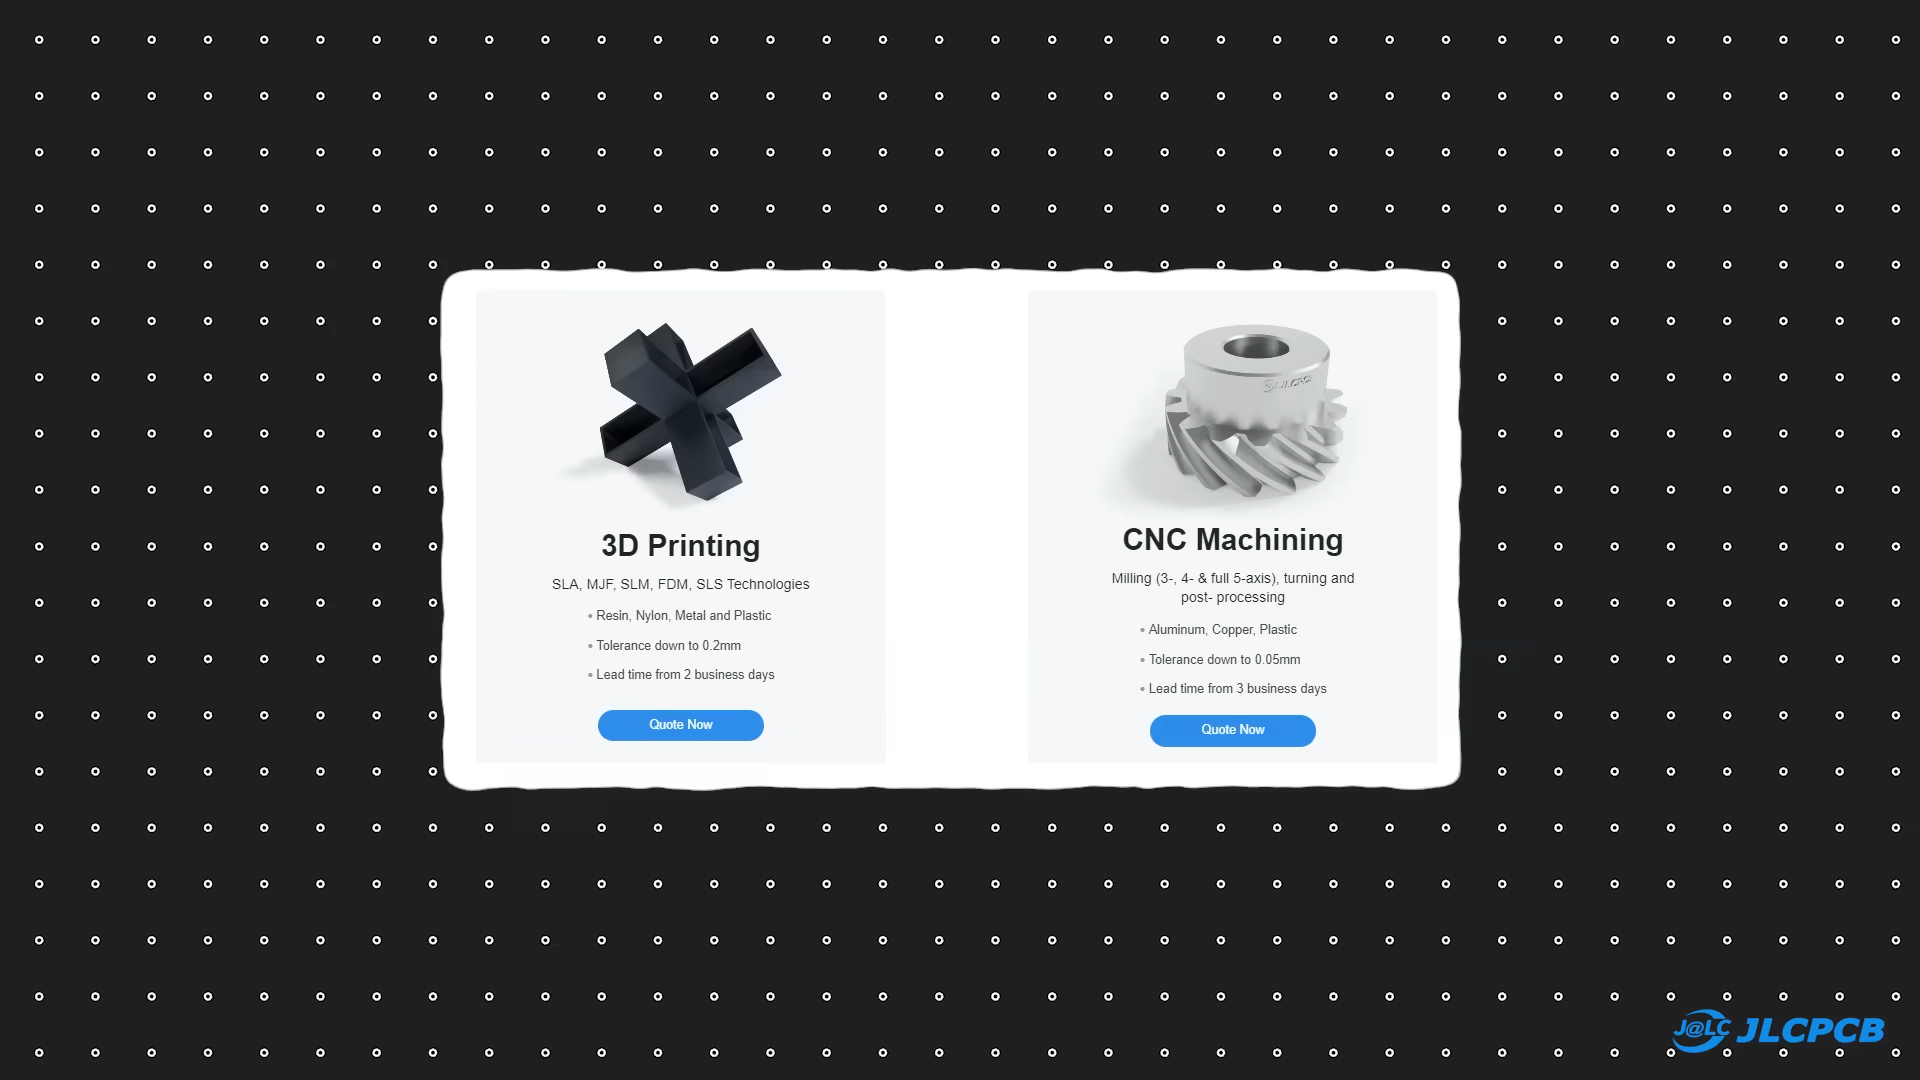 3D Printing
SLA, MJF, SLM, FDM, SLS Technologies
• Resin, Nylon, Metal and Plastic
• Tolerance down to 0.2mm
• Lead time from 2 business days
Quote Now
JLCPCB
CNC Machining
Milling (3-, 4- & full 5-axis), turning and
post- processing
• Aluminum, Copper, Plastic
• Tolerance down to 0.05mm
• Lead time from 3 business days
Quote Now
J@LC JLCPCB